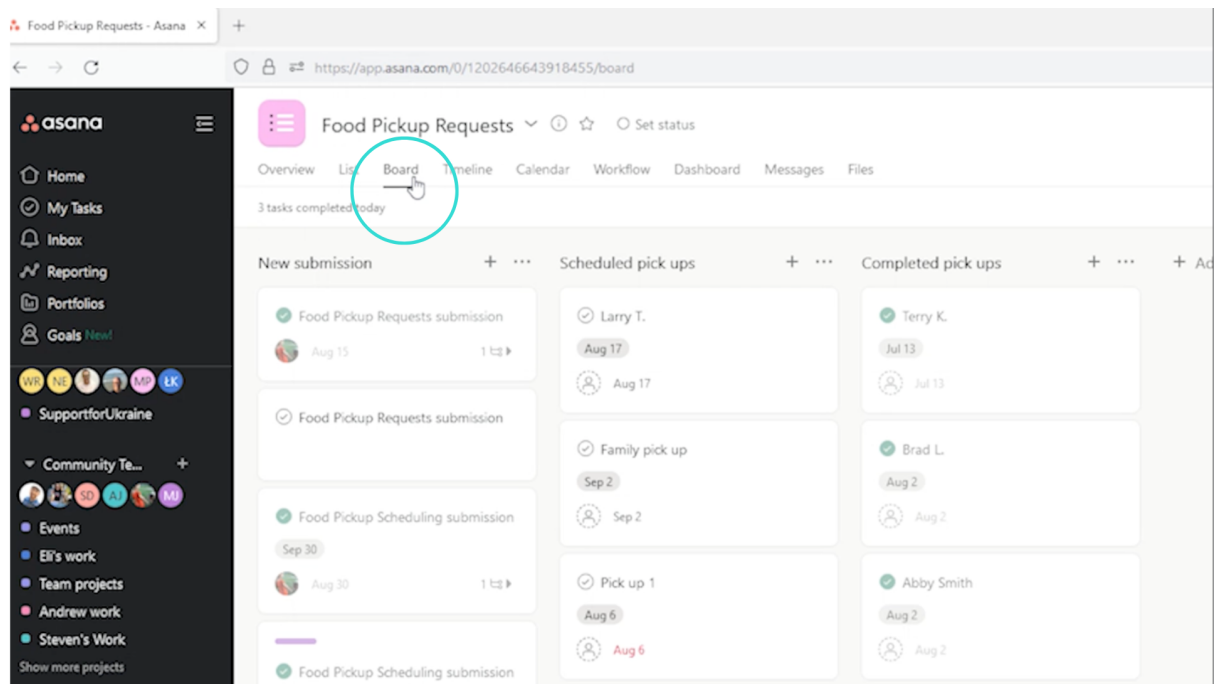 Food Pickup Requests - Asana
https://app.asana.com/0/1202646643918455/board
asana
Home
My Tasks
Inbox
Reporting
Portfolios
Goals New!
WR NE MP ŁK
SupportforUkraine
Community Te...
SD AJ MJ
Events
Eli's work
Team projects
Andrew work
Steven's Work
Show more projects
Food Pickup Requests
Set status
Overview List Board Timeline Calendar Workflow Dashboard Messages Files
3 tasks completed today
New submission
Food Pickup Requests submission
Aug 15 1
Food Pickup Requests submission
Food Pickup Scheduling submission
Sep 30
Aug 30 1
Food Pickup Scheduling submission
Scheduled pick ups
Larry T.
Aug 17
Aug 17
Family pick up
Sep 2
Sep 2
Pick up 1
Aug 6
Aug 6
Completed pick ups
Terry K.
Jul 13
Jul 13
Brad L.
Aug 2
Aug 2
Abby Smith
Aug 2
Aug 2
+ Ad